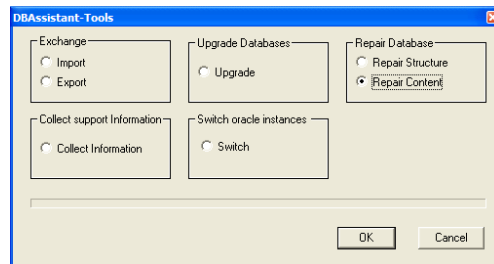 DBAssistant-Tools
Exchange
Import
Export
Upgrade Databases
Upgrade
Repair Database
Repair Structure
Repair Content
Collect support Information
Collect Information
Switch oracle instances
Switch
OK
Cancel